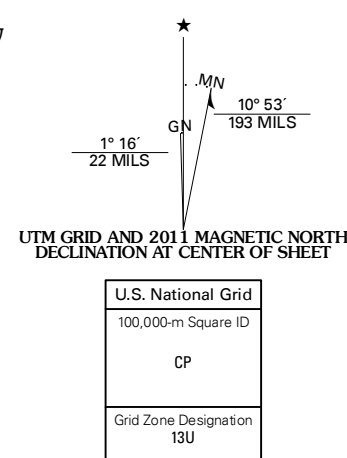 ★
MN
GN
10° 53´
193 MILS
1° 16´
22 MILS
UTM GRID AND 2011 MAGNETIC NORTH
DECLINATION AT CENTER OF SHEET
U.S. National Grid
100,000-m Square ID
CP
Grid Zone Designation
13U